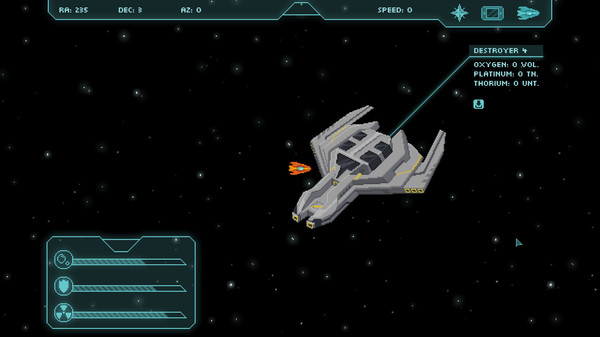 RA: 235 DEC: 3 AZ: 0 SPEED: 0
DESTROYER 4
OXYGEN: 0 VOL.
PLATINUM: 0 TN.
THORIUM: 0 UNT.